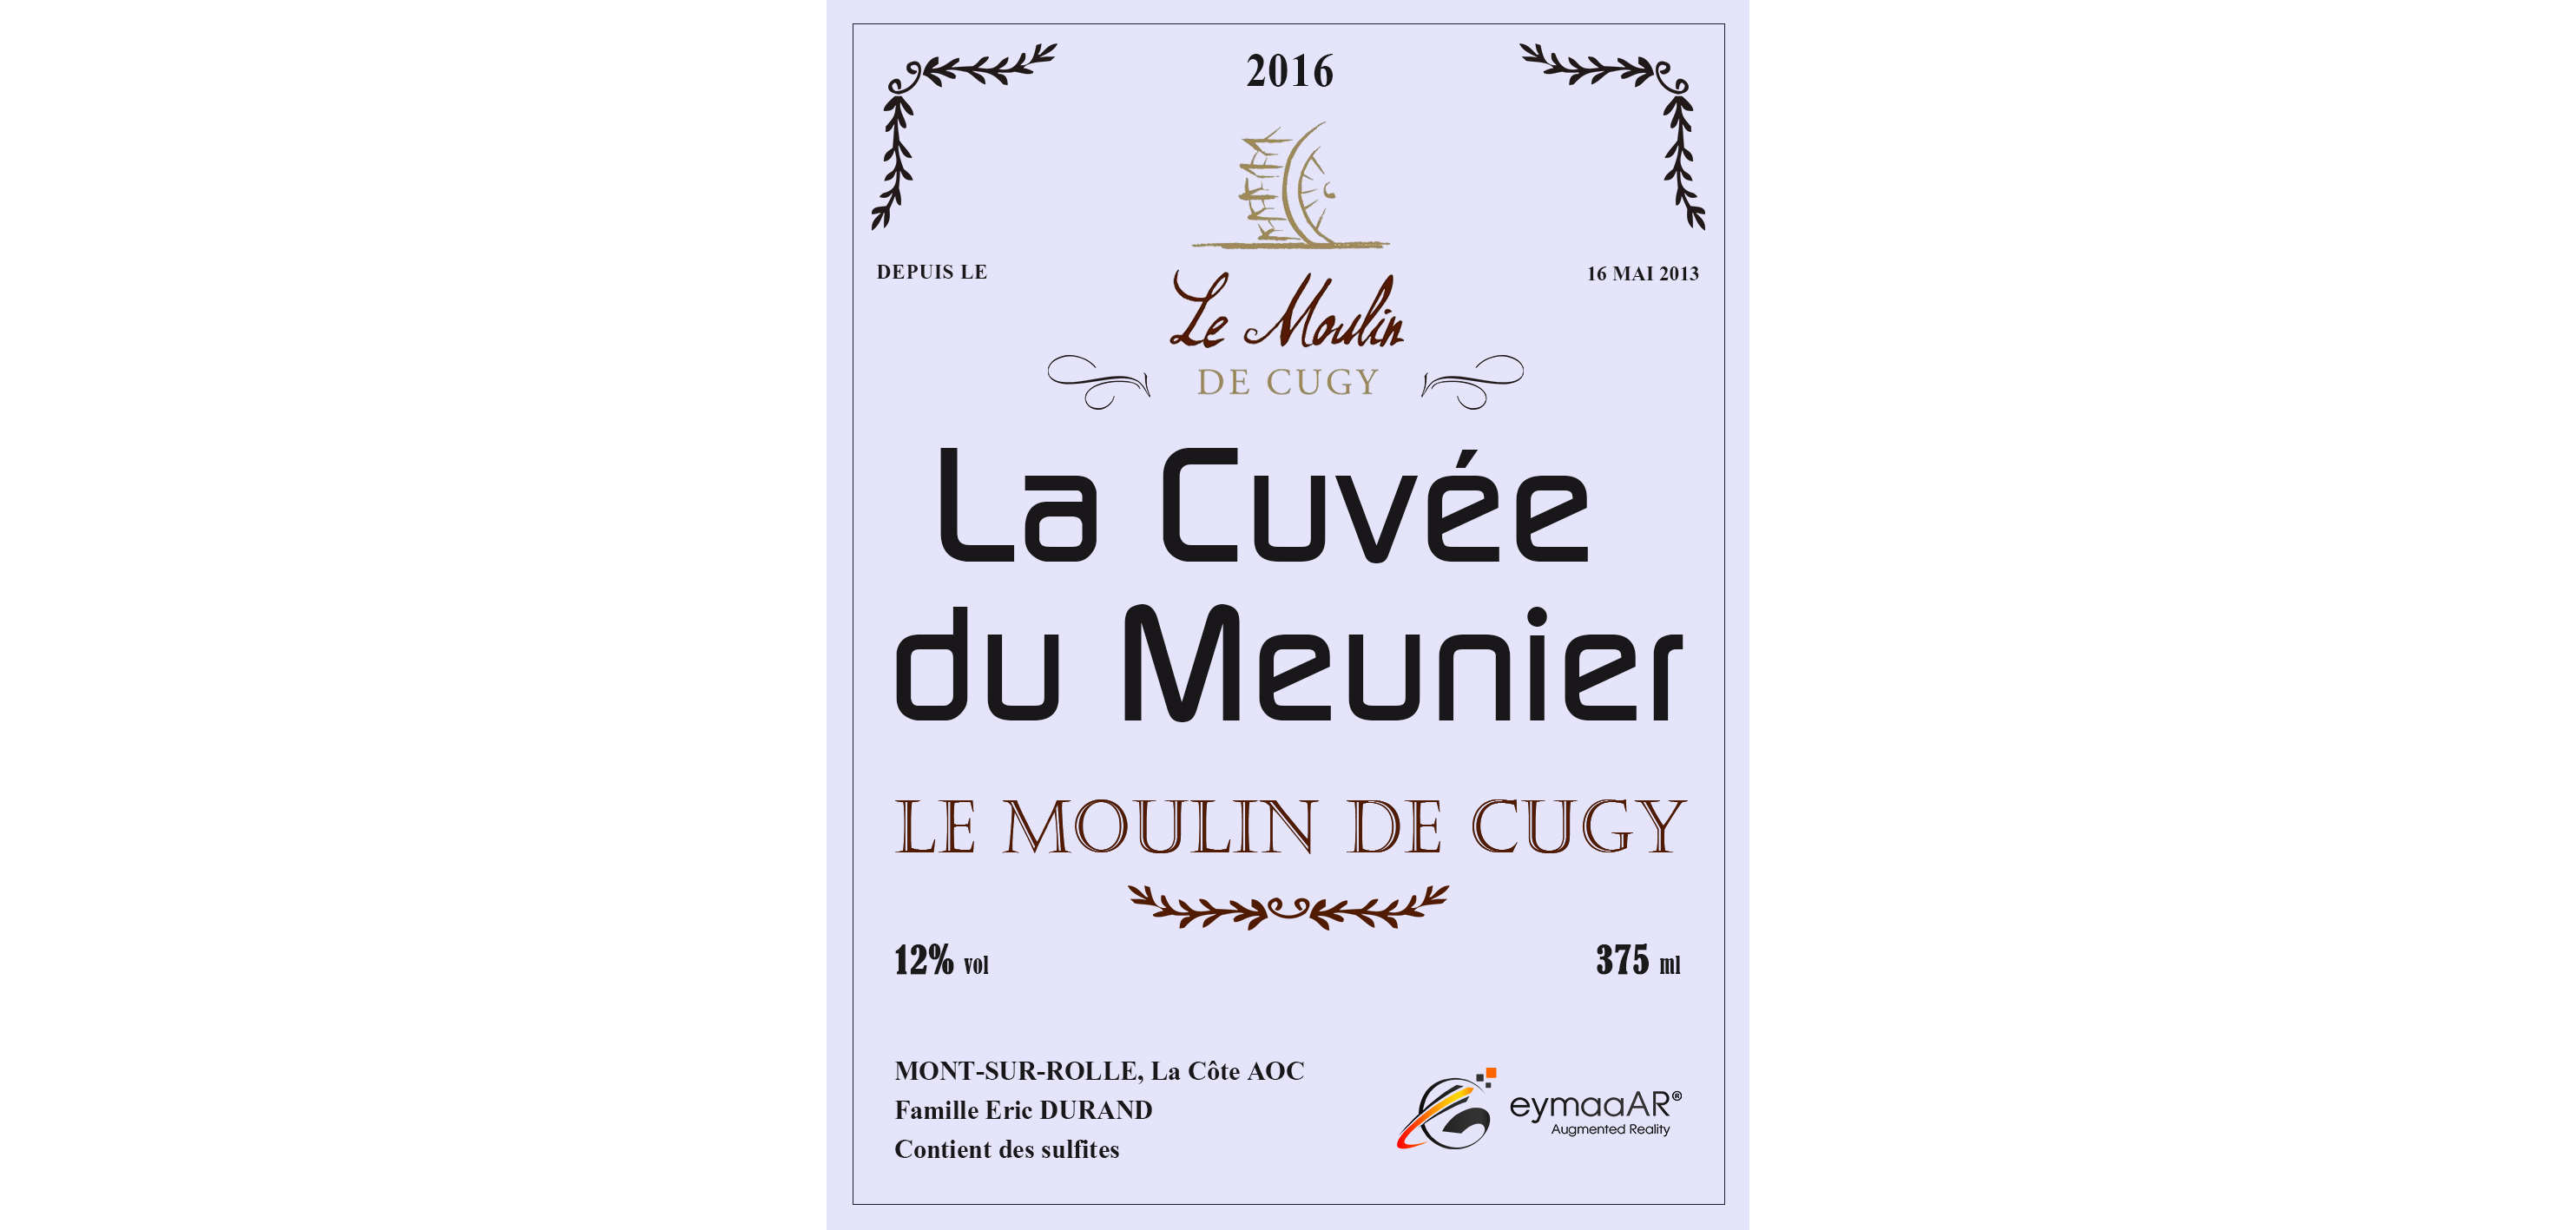 2016
DEPUIS LE
16 MAI 2013
Le Moulin
DE CUGY
La Cuvée
du Meunier
LE MOULIN DE CUGY
12% vol
375 ml
MONT-SUR-ROLLE, La Côte AOC
Famille Eric DURAND
Contient des sulfites
eymaaAR®
Augmented Reality